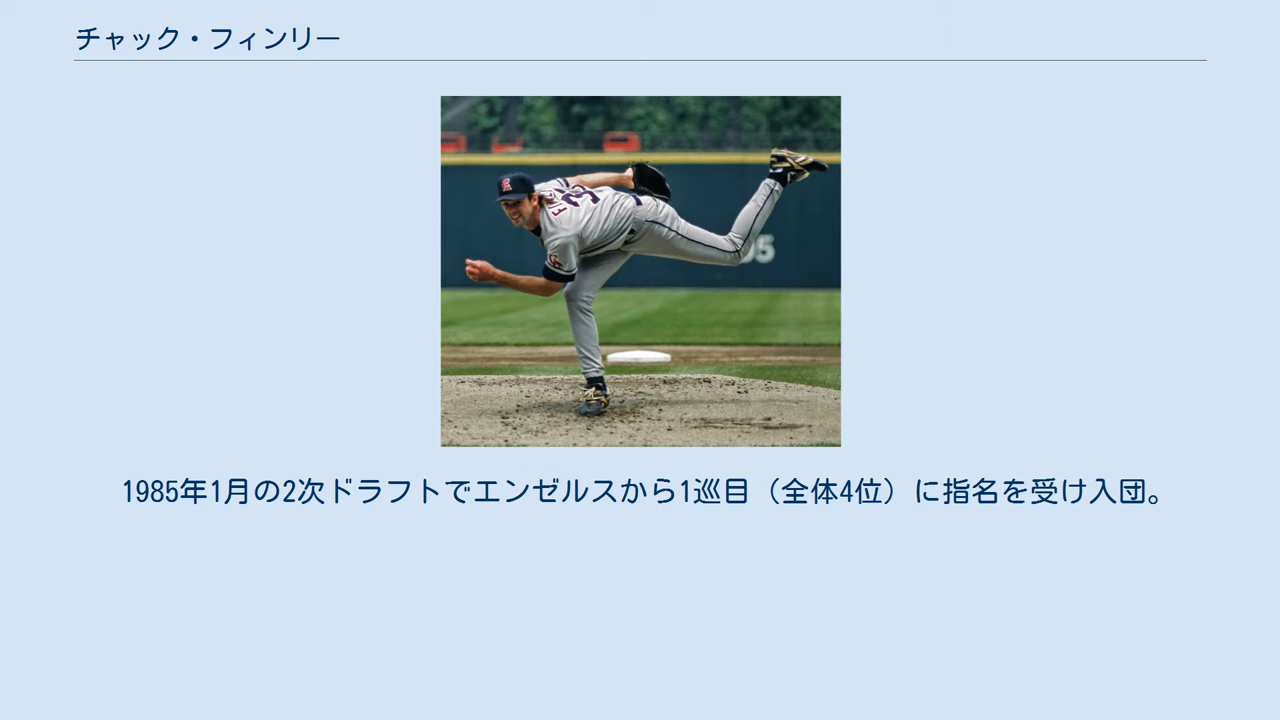 チャック・フィンリー
1985年1月の2次ドラフトでエンゼルスから1巡目（全体4位）に指名を受け入団。